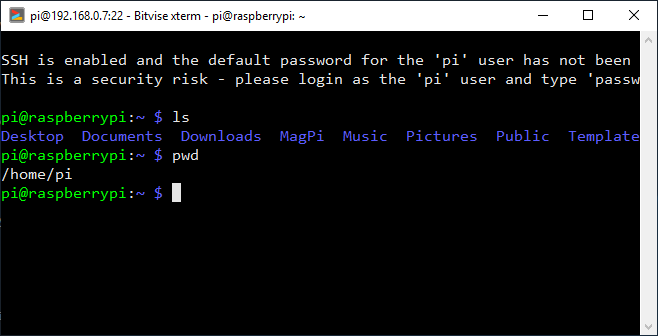 pi@192.168.0.7:22 - Bitvise xterm - pi@raspberrypi: ~
SSH is enabled and the default password for the 'pi' user has not been
This is a security risk - please login as the 'pi' user and type 'passw
pi@raspberrypi:~ $ ls
Desktop  Documents  Downloads  MagPi  Music  Pictures  Public  Template
pi@raspberrypi:~ $ pwd
/home/pi
pi@raspberrypi:~ $